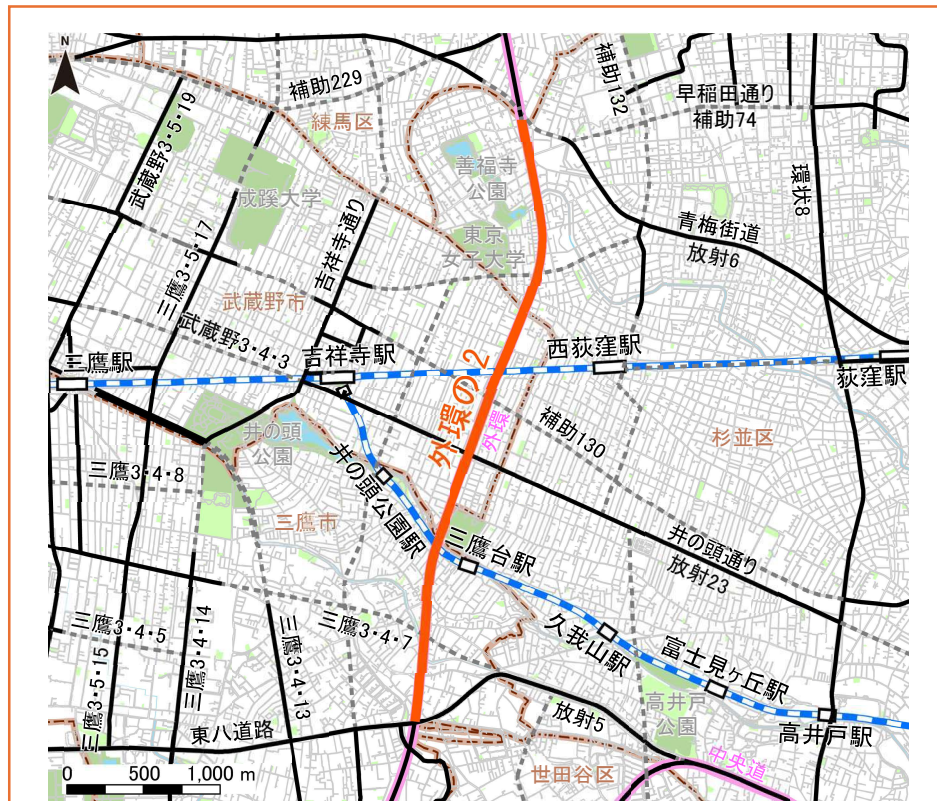 N
補助229
補助132
早稲田通り
補助74
武蔵野3・5・19
練馬区
善福寺
公園
環状8
成蹊大学
三鷹3・5・17
吉祥寺通り
東京
女子大学
青梅街道
放射6
武蔵野市
武蔵野3・4・3
三鷹駅
吉祥寺駅
外環の2
外環
西荻窪駅
荻窪駅
井の頭
公園
補助130
杉並区
三鷹3・4・8
井の頭公園駅
三鷹市
三鷹台駅
井の頭通り
放射23
三鷹3・4・5
三鷹3・4・14
三鷹3・4・13
三鷹3・4・7
久我山駅
富士見ヶ丘駅
三鷹3・5・15
東八道路
放射5
高井戸
公園
高井戸駅
中央道
世田谷区
0 500 1,000 m